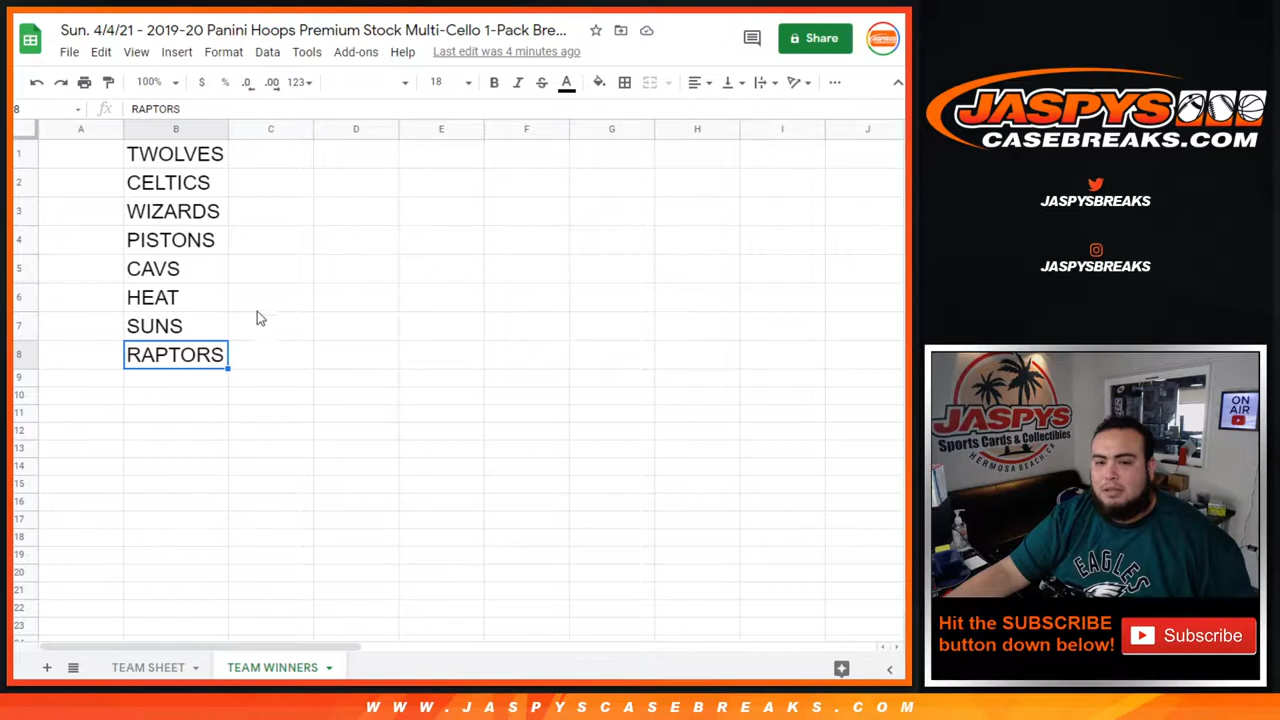 Sun. 4/4/21 - 2019-20 Panini Hoops Premium Stock Multi-Cello 1-Pack Bre...
File Edit View Insert Format Data Tools Add-ons Help Last edit was 4 minutes ago
Share
100% $ % .0 .00 123 18 B I S A
8 fx RAPTORS
A B C D E F G H I J
1 TWOLVES
2 CELTICS
3 WIZARDS
4 PISTONS
5 CAVS
6 HEAT
7 SUNS
8 RAPTORS
9
10
11
12
13
14
15
16
17
18
19
20
21
22
23
TEAM SHEET
TEAM WINNERS
JASPYS
CASEBREAKS.COM
JASPYSBREAKS
JASPYSBREAKS
JASPYS
Sports Cards & Collectibles
HERMOSA BEACH, CA
ON
AIR
EAGLES
Hit the SUBSCRIBE
button down below!
Subscribe
WWW.JASPYSCASEBREAKS.COM